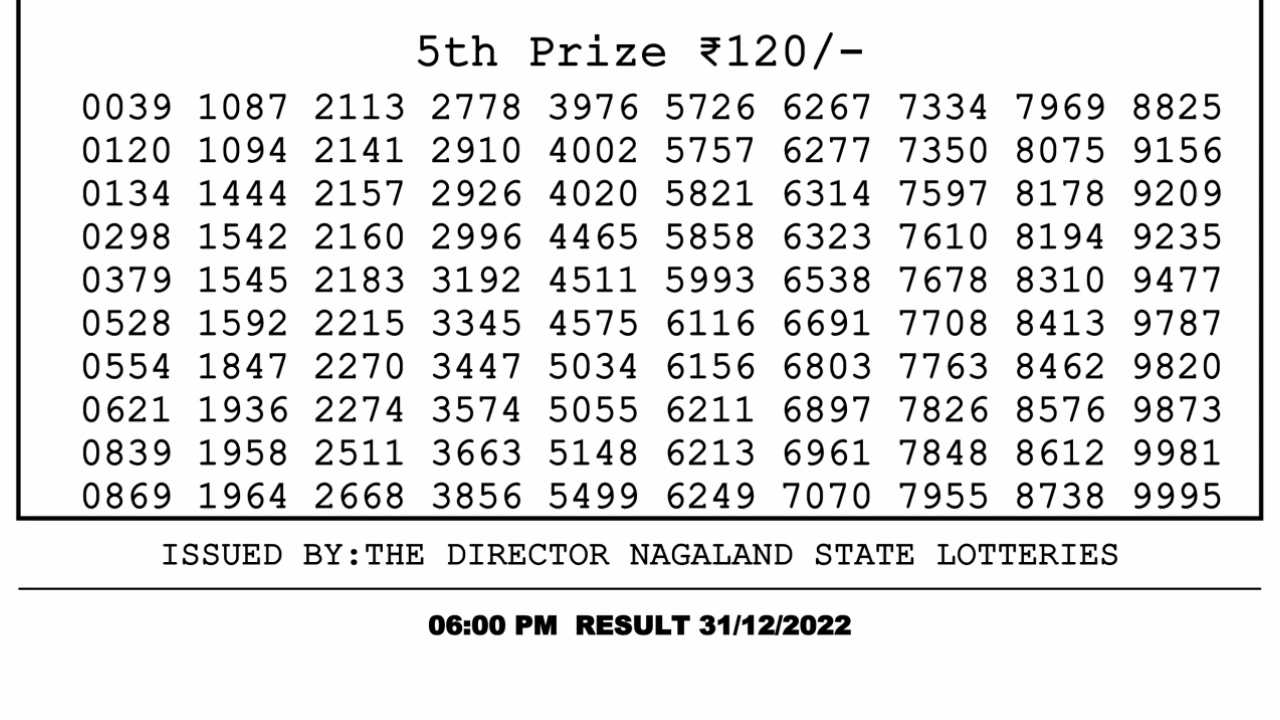 5th Prize ₹120/-
0039 1087 2113 2778 3976 5726 6267 7334 7969 8825
0120 1094 2141 2910 4002 5757 6277 7350 8075 9156
0134 1444 2157 2926 4020 5821 6314 7597 8178 9209
0298 1542 2160 2996 4465 5858 6323 7610 8194 9235
0379 1545 2183 3192 4511 5993 6538 7678 8310 9477
0528 1592 2215 3345 4575 6116 6691 7708 8413 9787
0554 1847 2270 3447 5034 6156 6803 7763 8462 9820
0621 1936 2274 3574 5055 6211 6897 7826 8576 9873
0839 1958 2511 3663 5148 6213 6961 7848 8612 9981
0869 1964 2668 3856 5499 6249 7070 7955 8738 9995
ISSUED BY:THE DIRECTOR NAGALAND STATE LOTTERIES
06:00 PM RESULT 31/12/2022